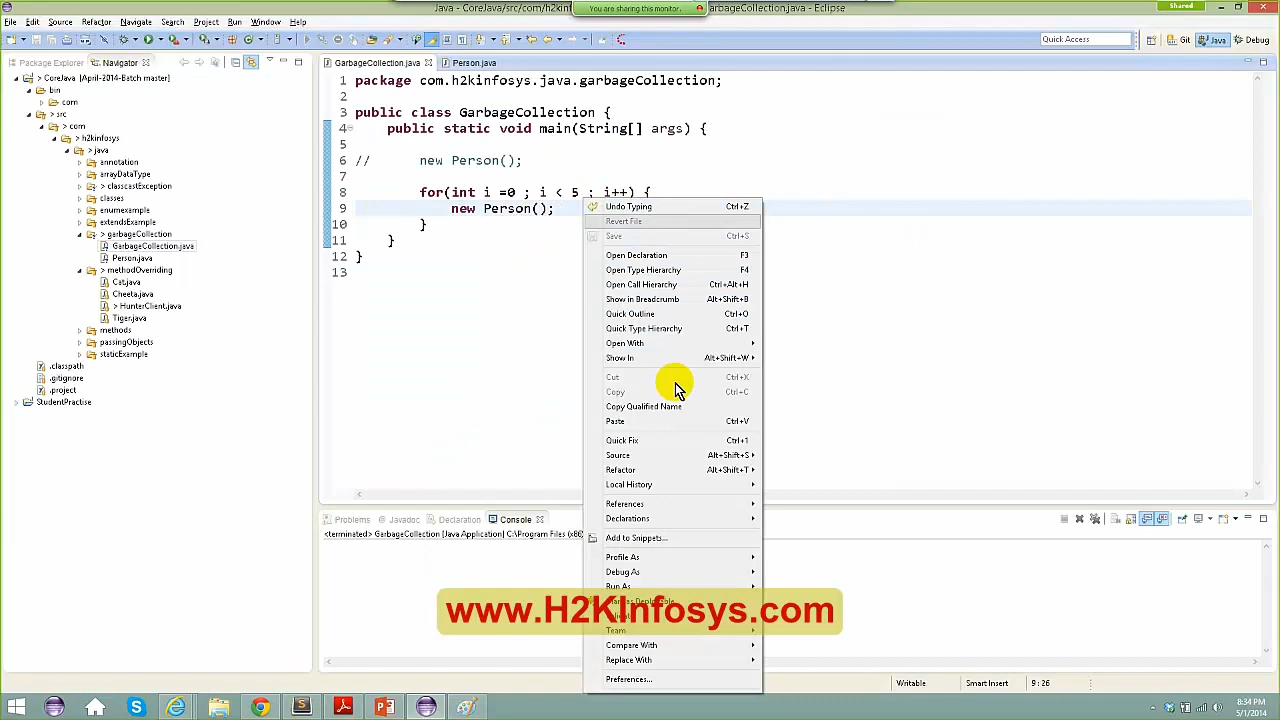 Java - CoreJava/src/com/h2kin
You are sharing this monitor.
GarbageCollection.java - Eclipse
Shared
File Edit Source Refactor Navigate Search Project Run Window Help
Quick Access
Git
Java
Debug
Package Explorer
Navigator
CoreJava [April-2014-Batch master]
bin
com
> src
> com
> h2kinfosys
> java
annotation
arrayDataType
> classcastException
classes
enumexample
extendsExample
> garbageCollection
GarbageCollection.java
Person.java
> methodOverriding
Cat.java
Cheeta.java
> HunterClient.java
Tiger.java
methods
passingObjects
staticExample
.classpath
.gitignore
.project
StudentPractise
GarbageCollection.java
Person.java
1 package com.h2kinfosys.java.garbageCollection;
2
3 public class GarbageCollection {
4 public static void main(String[] args) {
5
6 // new Person();
7
8 for(int i =0 ; i < 5 ; i++) {
9 new Person();
10 }
11 }
12 }
13
Undo Typing Ctrl+Z
Revert File
Save Ctrl+S
Open Declaration F3
Open Type Hierarchy F4
Open Call Hierarchy Ctrl+Alt+H
Show in Breadcrumb Alt+Shift+B
Quick Outline Ctrl+O
Quick Type Hierarchy Ctrl+T
Open With
Show In Alt+Shift+W
Cut Ctrl+X
Copy Ctrl+C
Copy Qualified Name
Paste Ctrl+V
Quick Fix Ctrl+1
Source Alt+Shift+S
Refactor Alt+Shift+T
Local History
References
Declarations
Add to Snippets...
Profile As
Debug As
Run As
Team
Compare With
Replace With
Preferences...
Problems
Javadoc
Declaration
Console
<terminated> GarbageCollection [Java Application] C:\Program Files (x86)
www.H2KInfosys.com
Writable
Smart Insert
9 : 26
8:34 PM
5/1/2014